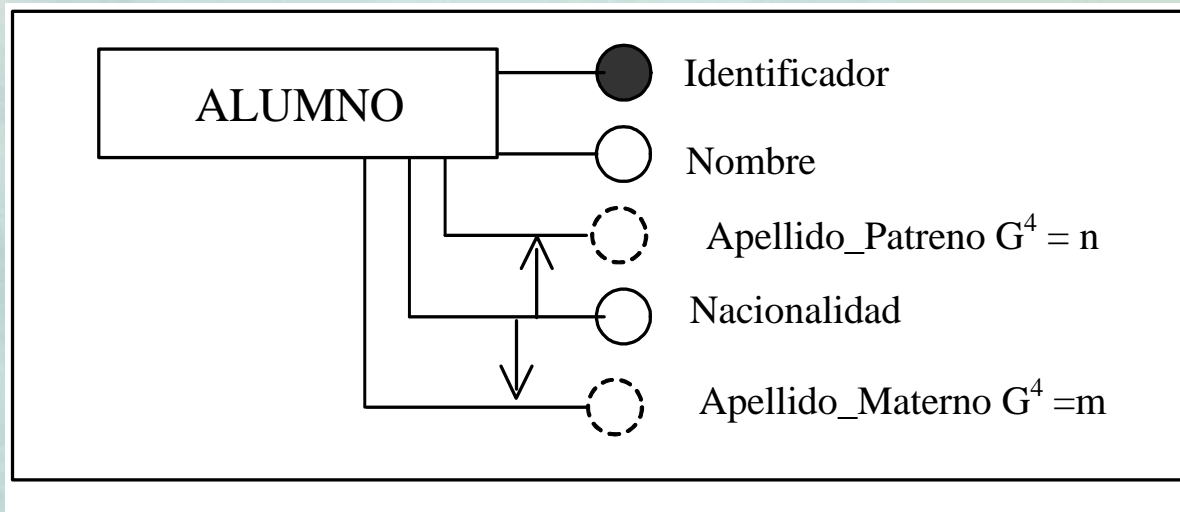 ALUMNO
Identificador
Nombre
Apellido_Patreno G⁴ = n
Nacionalidad
Apellido_Materno G⁴ =m